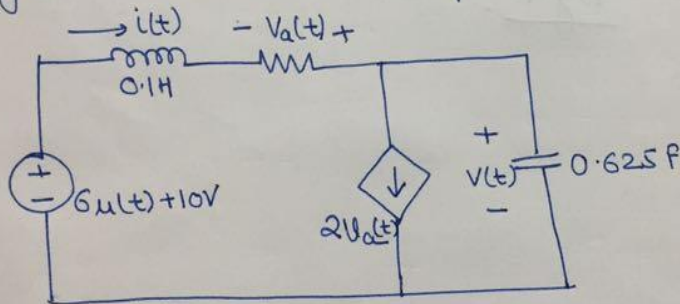 i(t) - Va(t) +
0.1H
+
-
6u(t)+10V
2Va(t)
+
V(t)
-
0.625F